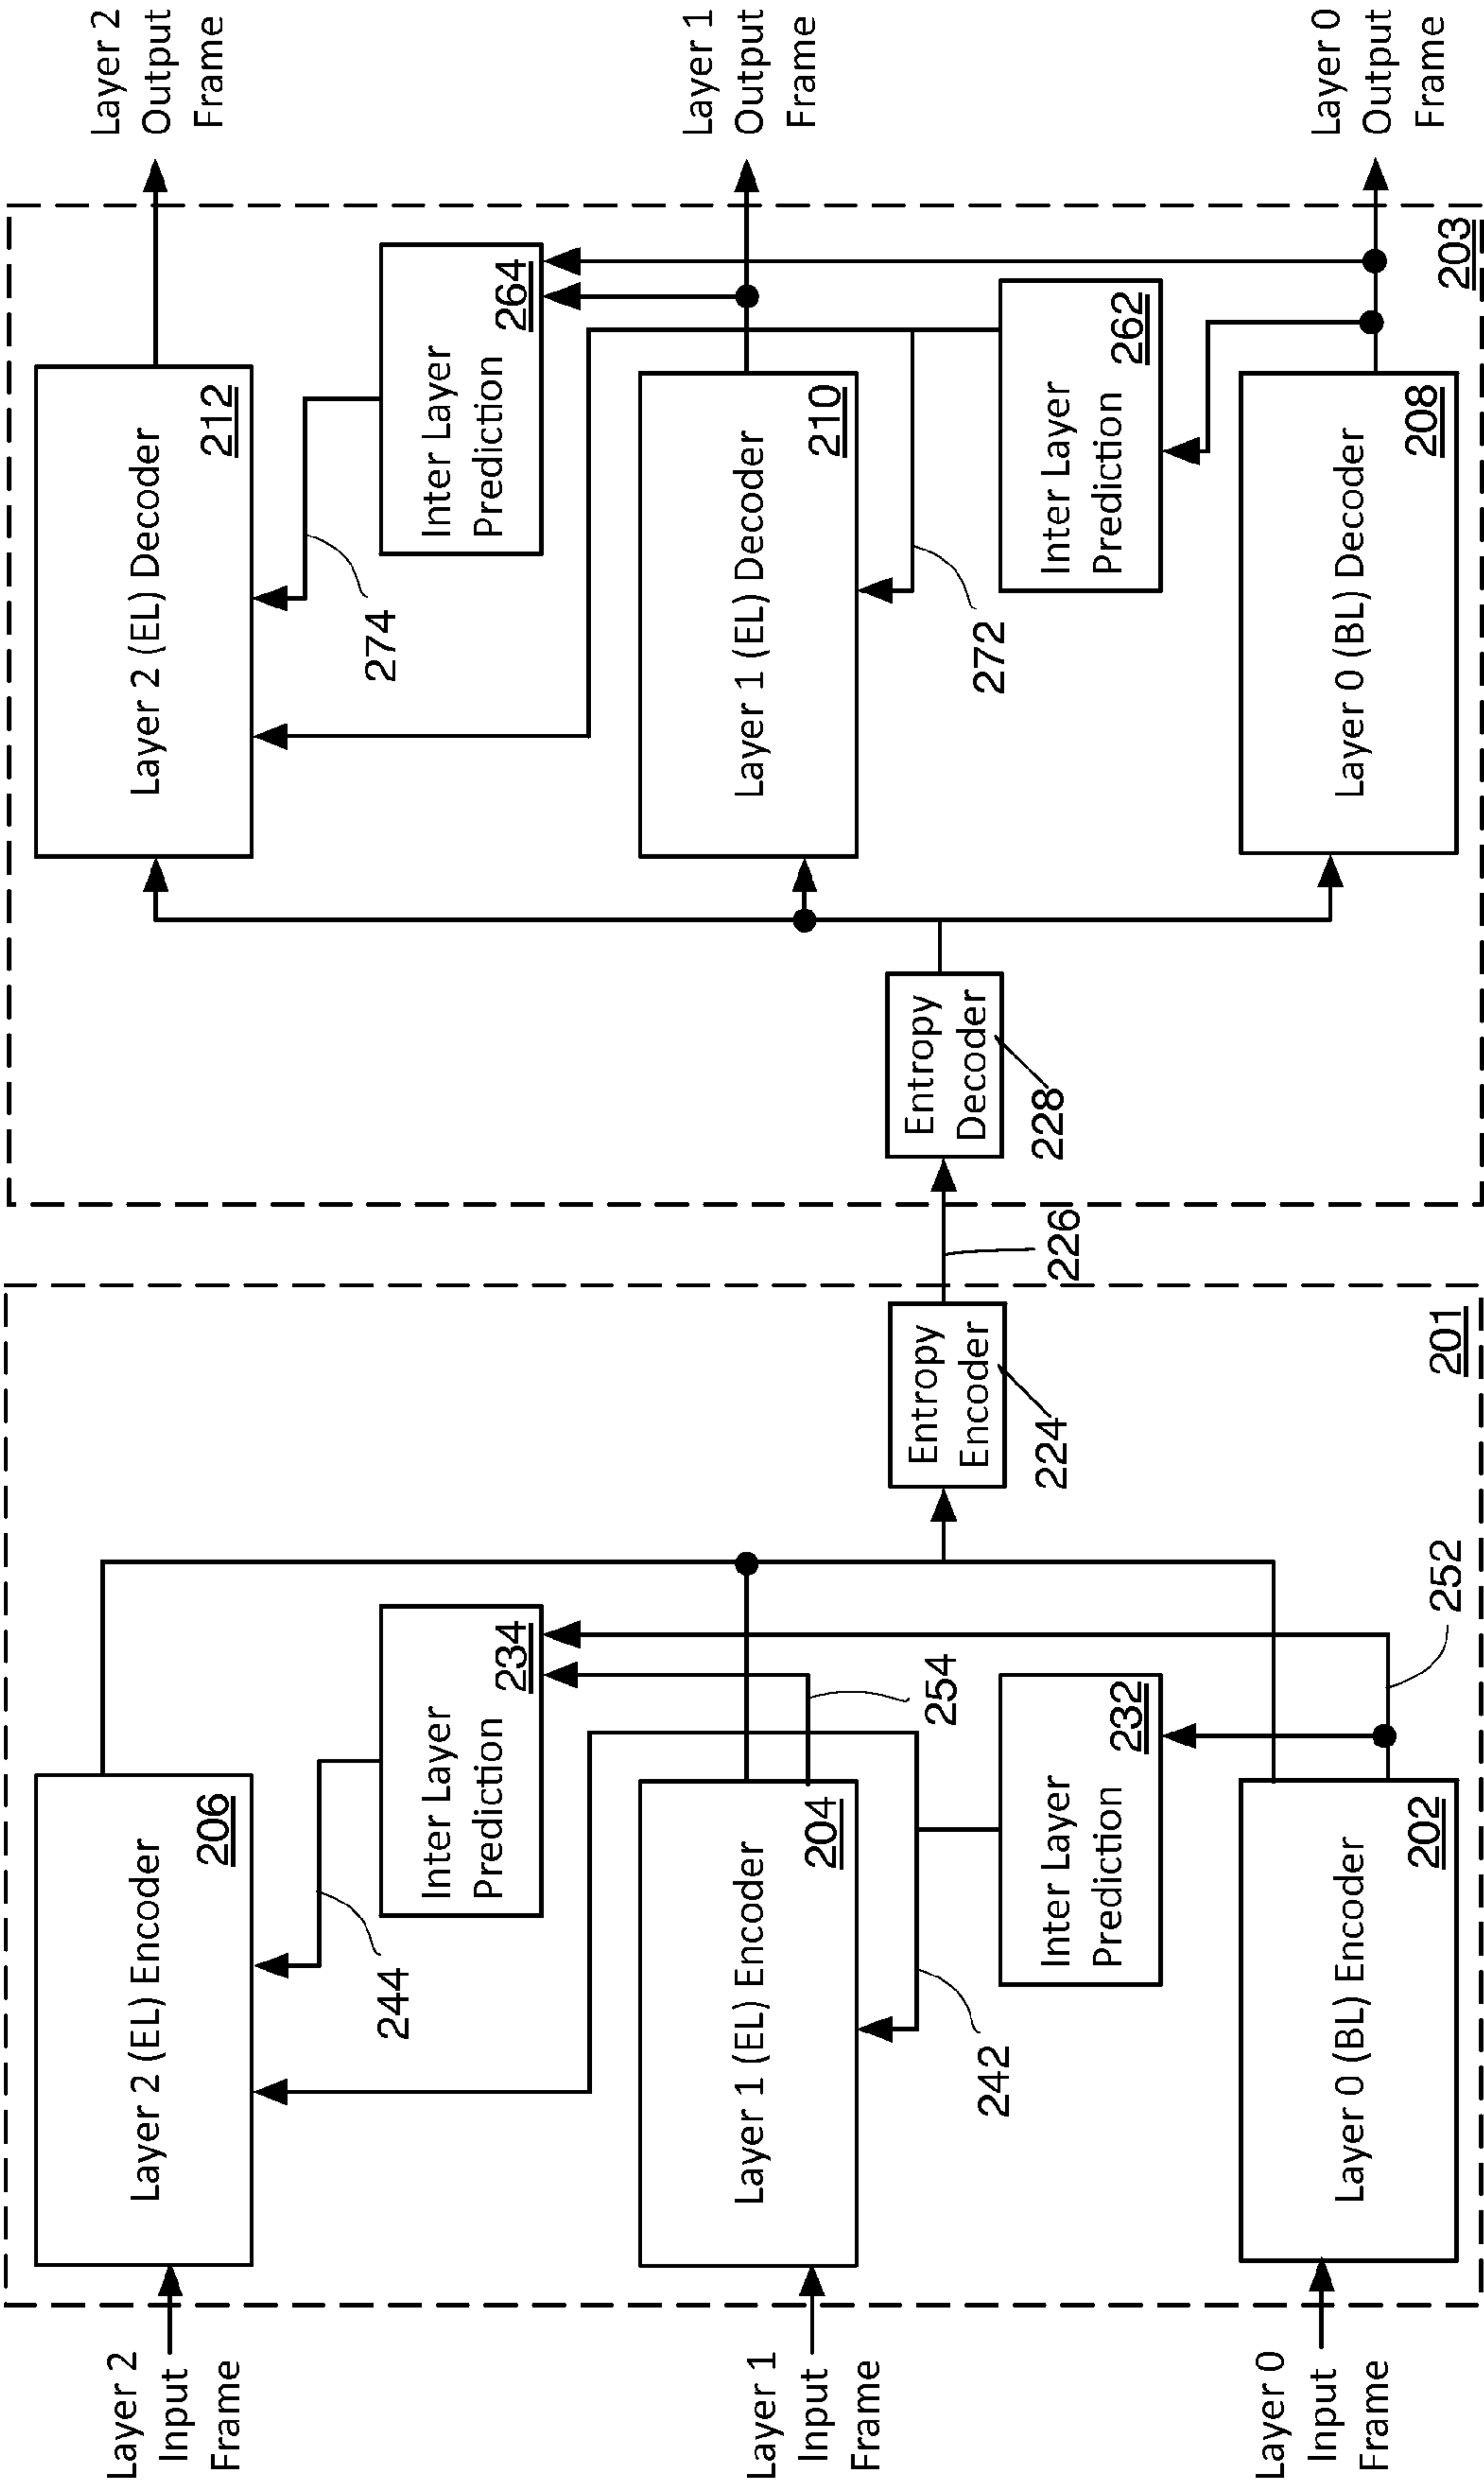 Layer 2
Input
Frame
Layer 2 (EL) Encoder
206
244
Inter Layer
Prediction
234
Layer 1
Input
Frame
Layer 1 (EL) Encoder
204
254
242
Inter Layer
Prediction
232
Layer 0
Input
Frame
Layer 0 (BL) Encoder
202
252
201
Entropy
Encoder
224
226
Entropy
Decoder
228
Layer 2 (EL) Decoder
212
274
Inter Layer
Prediction
264
Layer 2
Output
Frame
Layer 1 (EL) Decoder
210
272
Inter Layer
Prediction
262
Layer 1
Output
Frame
Layer 0 (BL) Decoder
208
203
Layer 0
Output
Frame